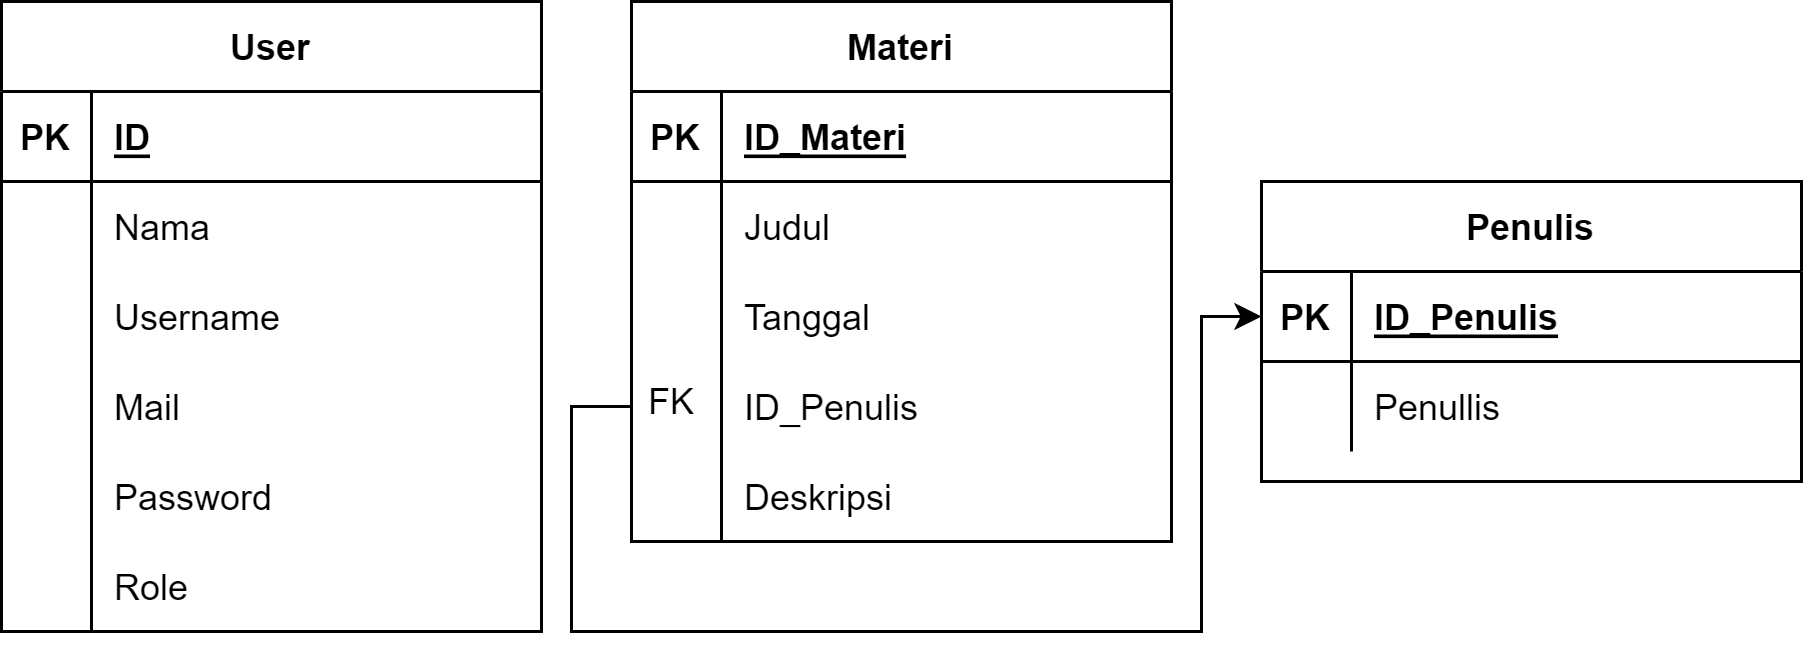 User
PK ID
Nama
Username
Mail
Password
Role
Materi
PK ID_Materi
Judul
Tanggal
FK ID_Penulis
Deskripsi
Penulis
PK ID_Penulis
Penullis